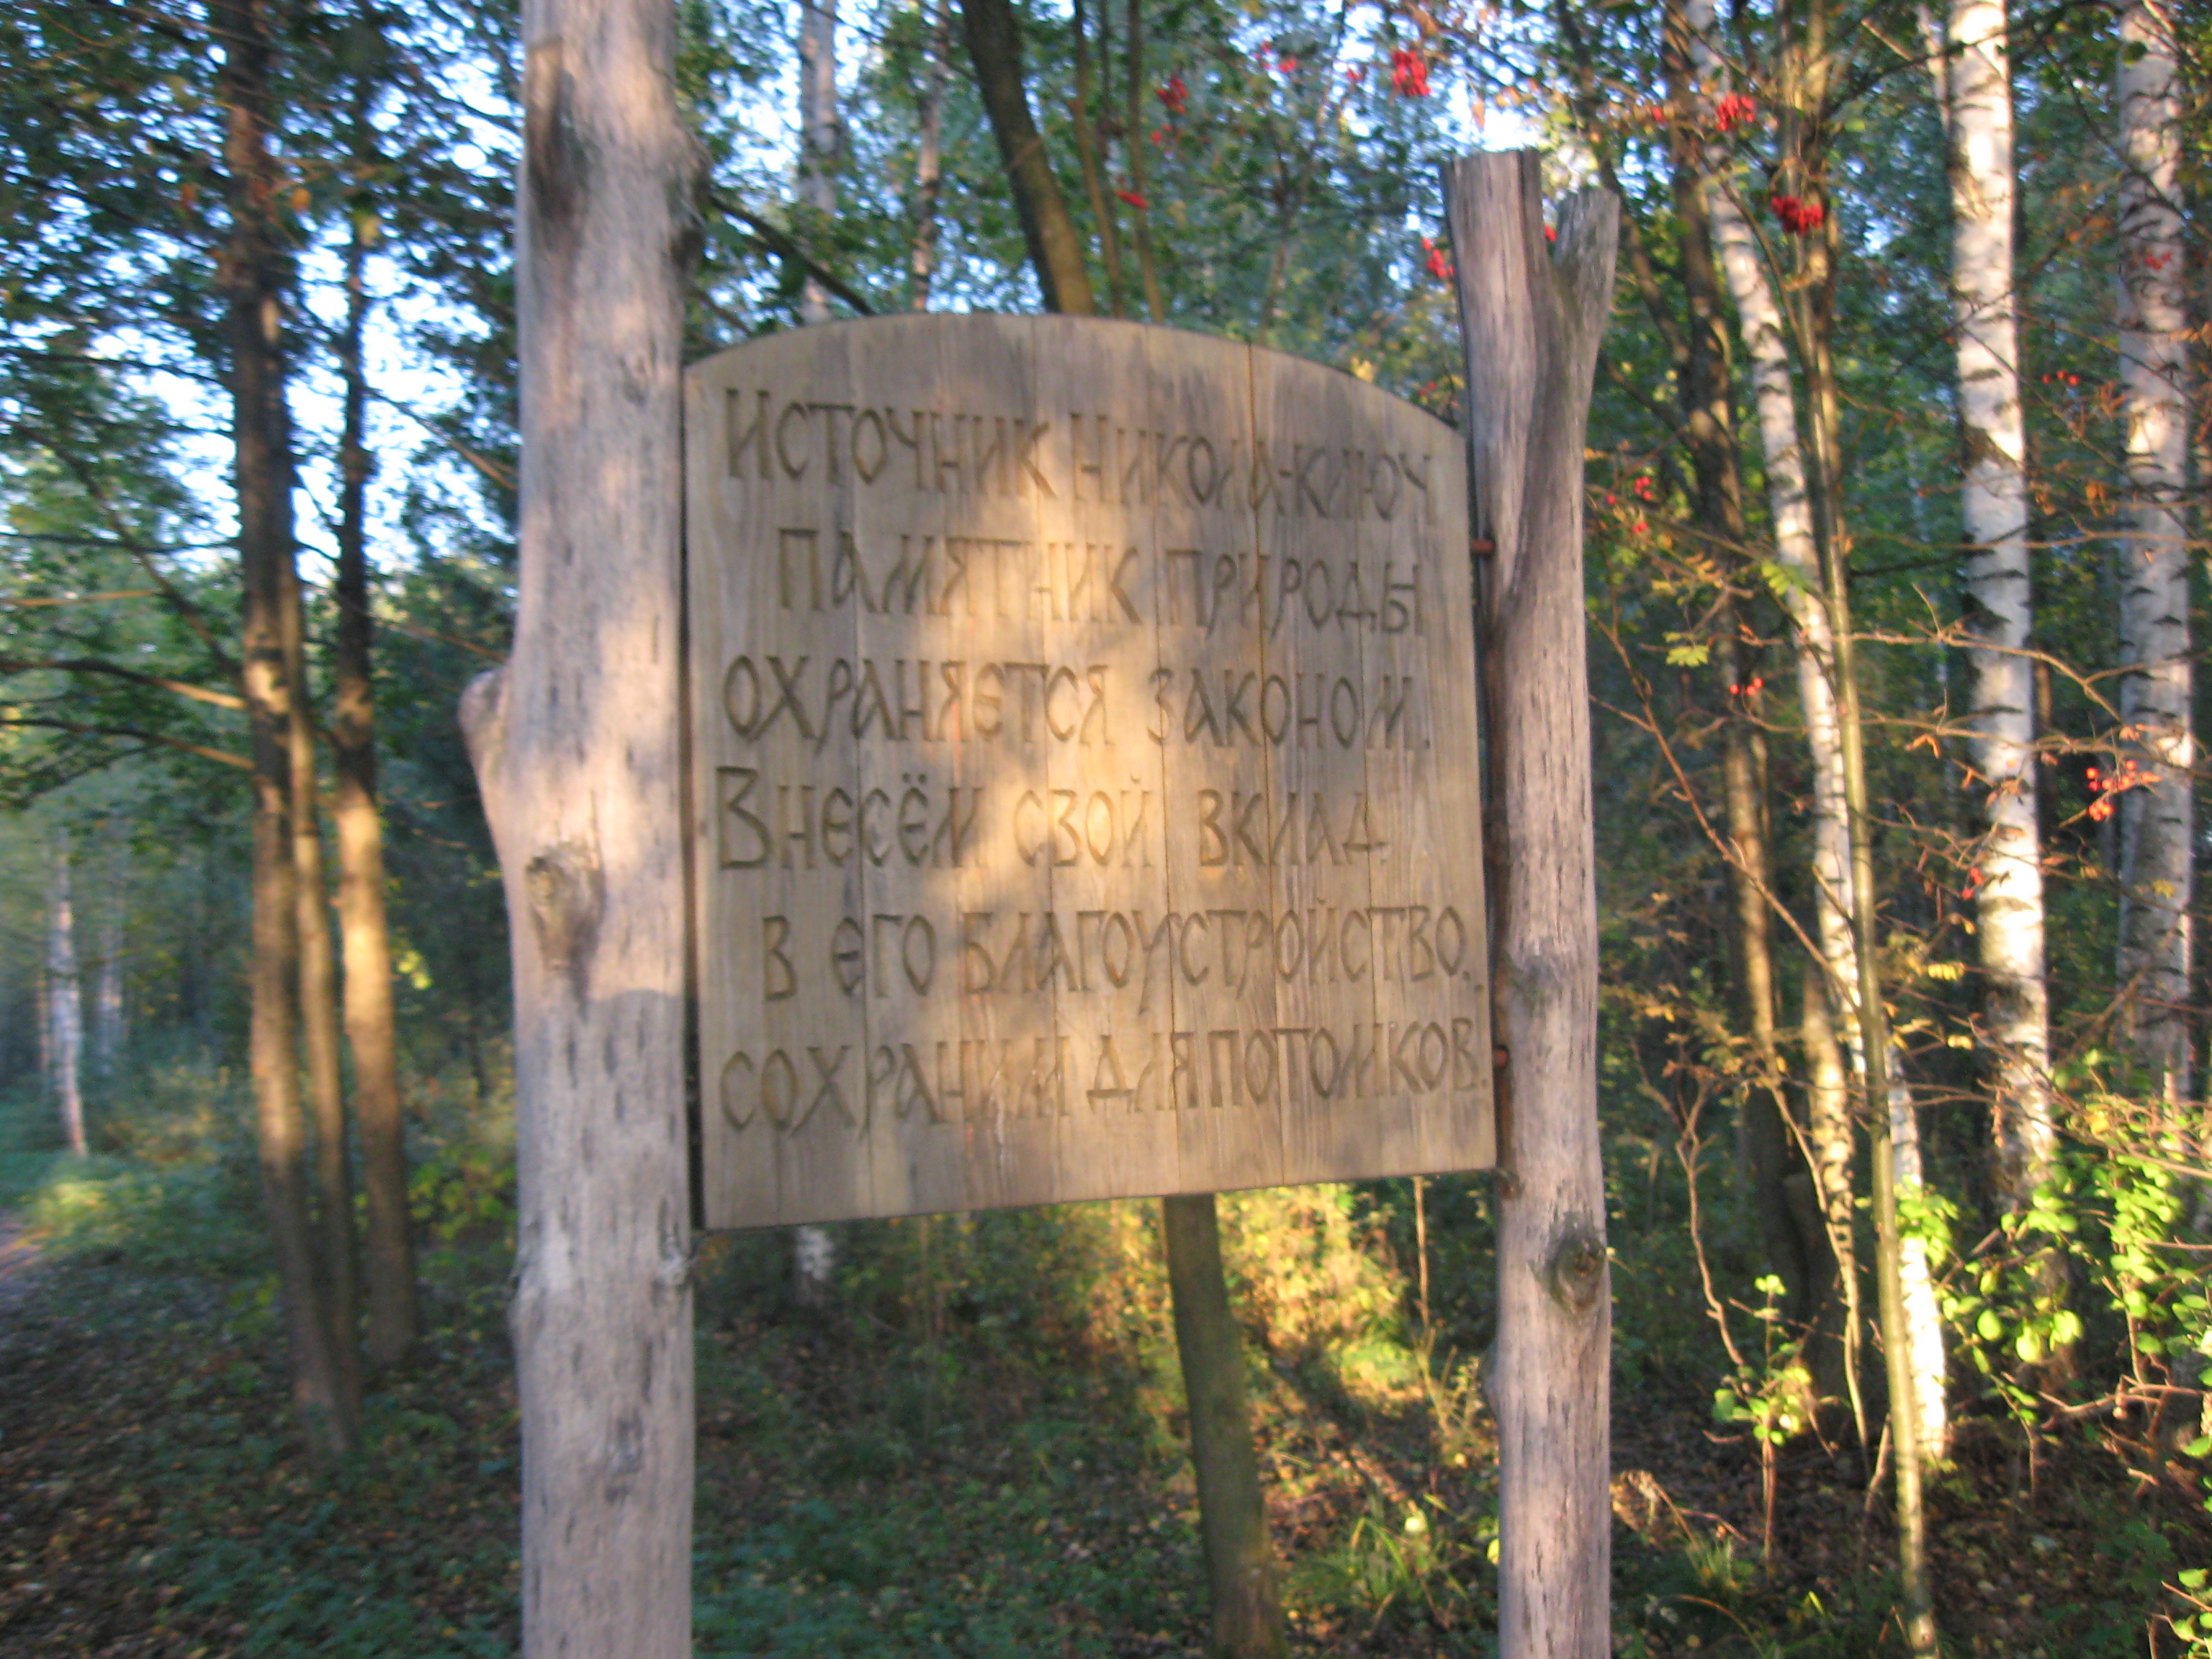 Источник Никола-ключ
памятник природы
охраняется законом.
Внесём свой вклад
в его благоустройство.
сохраним для потомков.